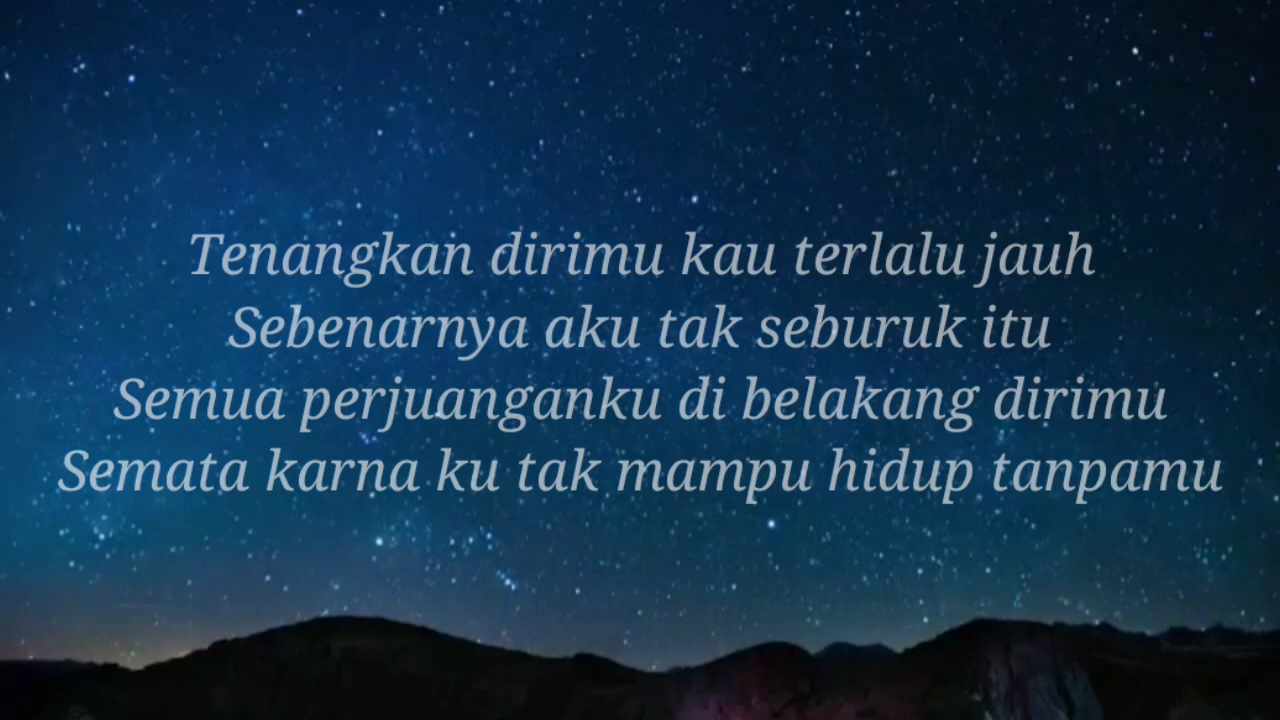 Tenangkan dirimu kau terlalu jauh
Sebenarnya aku tak seburuk itu
Semua perjuanganku di belakang dirimu
Semata karna ku tak mampu hidup tanpamu